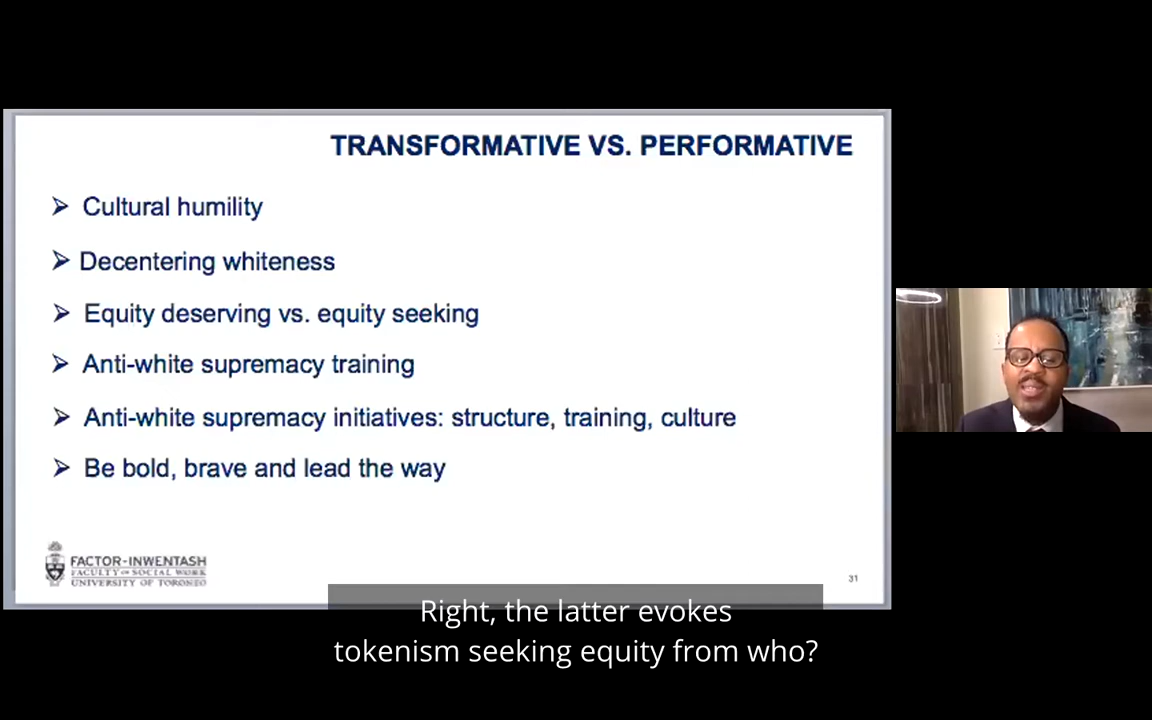 TRANSFORMATIVE VS. PERFORMATIVE
Cultural humility
Decentering whiteness
Equity deserving vs. equity seeking
Anti-white supremacy training
Anti-white supremacy initiatives: structure, training, culture
Be bold, brave and lead the way
FACTOR-INWENTASH
FACULTY OF SOCIAL WORK
UNIVERSITY OF TORONTO
31
Right, the latter evokes
tokenism seeking equity from who?